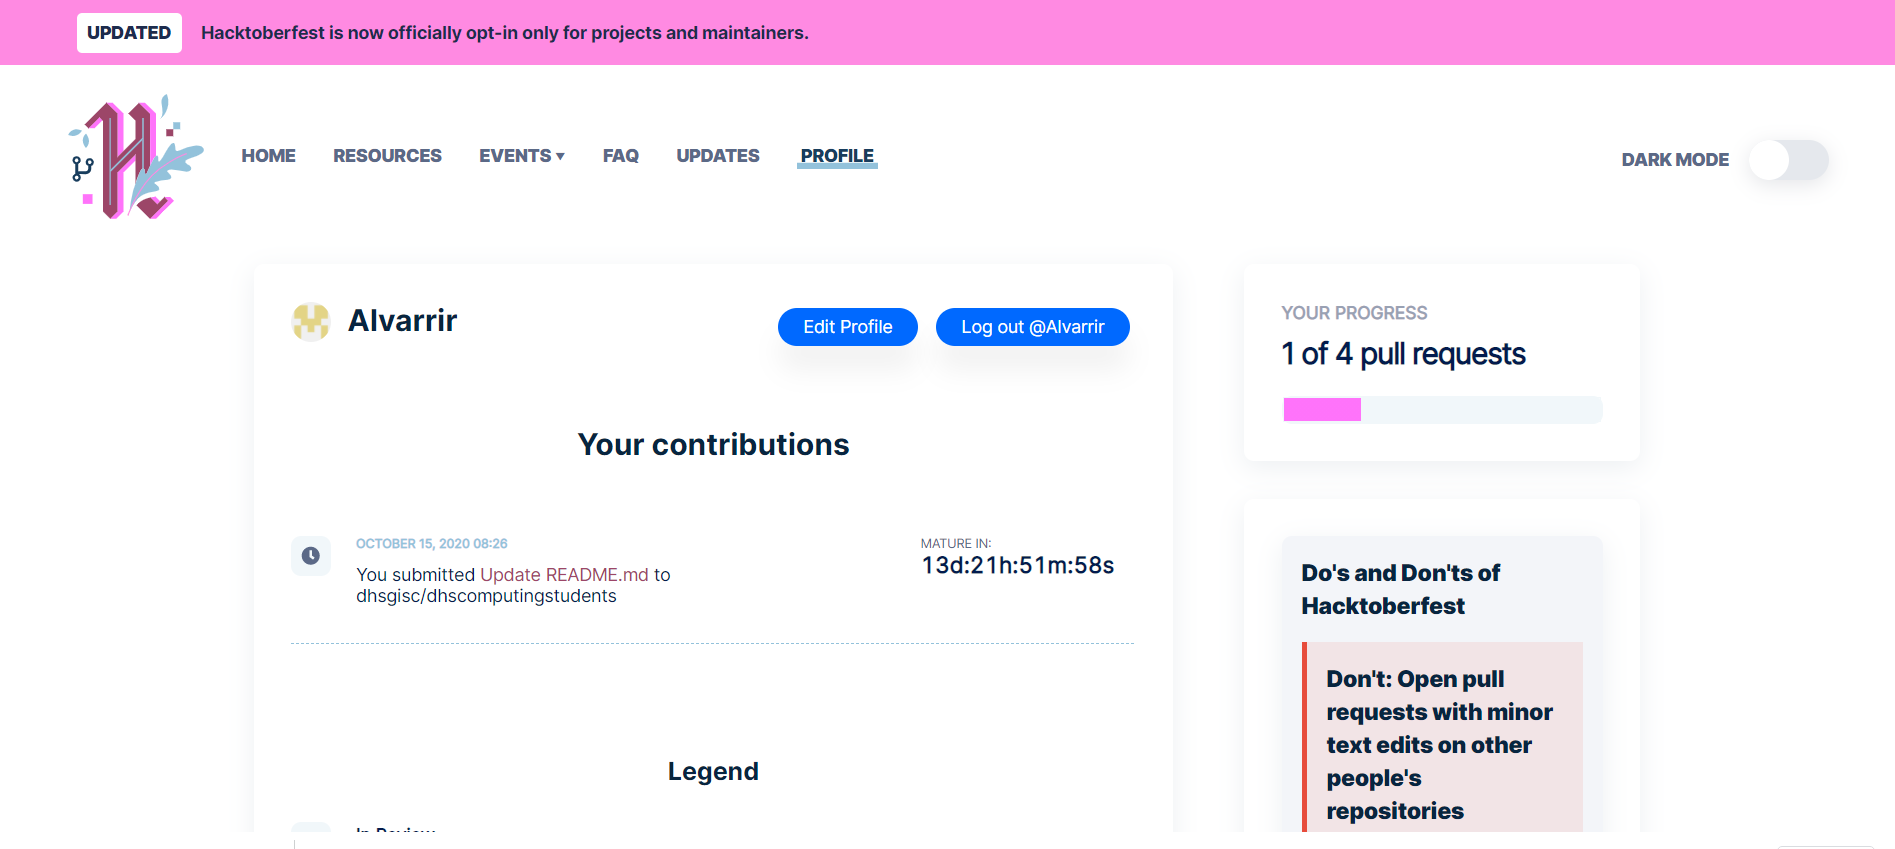 UPDATED Hacktoberfest is now officially opt-in only for projects and maintainers.
HOME RESOURCES EVENTS ▾ FAQ UPDATES PROFILE DARK MODE
Alvarrir Edit Profile Log out @Alvarrir
Your contributions
OCTOBER 15, 2020 08:26
You submitted Update README.md to
dhsgisc/dhscomputingstudents
MATURE IN:
13d:21h:51m:58s
Legend
In Review
YOUR PROGRESS
1 of 4 pull requests
Do's and Don'ts of
Hacktoberfest
Don't: Open pull
requests with minor
text edits on other
people's
repositories